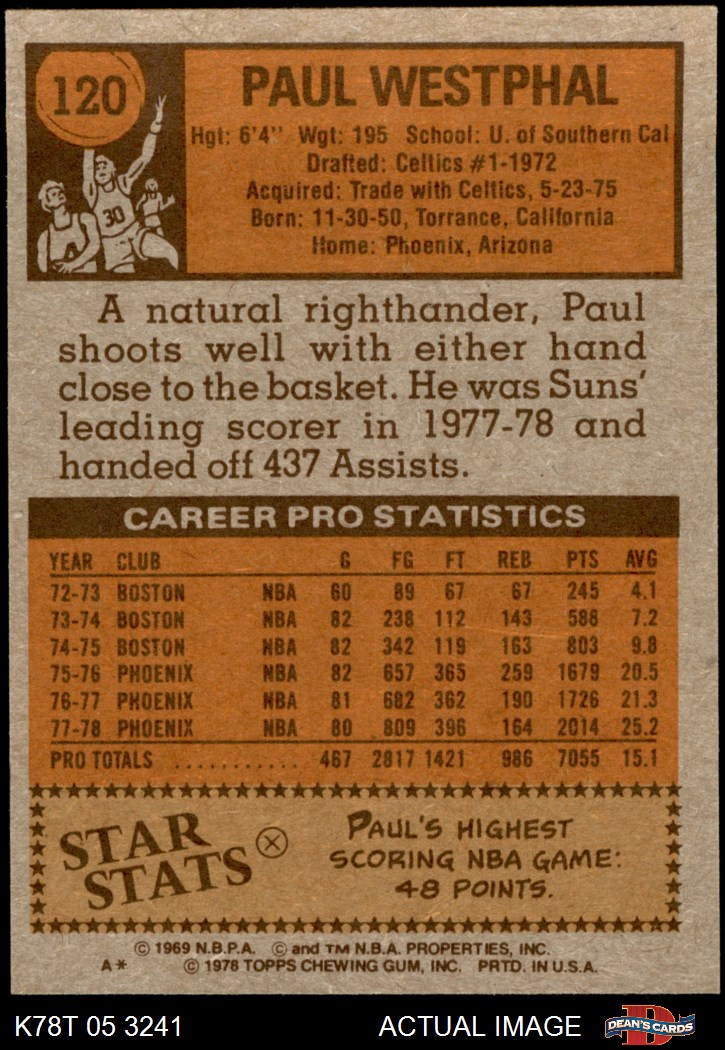 120
30
PAUL WESTPHAL
Hgt: 6'4" Wgt: 195 School: U. of Southern Cal
Drafted: Celtics #1-1972
Acquired: Trade with Celtics, 5-23-75
Born: 11-30-50, Torrance, California
Home: Phoenix, Arizona
A natural righthander, Paul
shoots well with either hand
close to the basket. He was Suns'
leading scorer in 1977-78 and
handed off 437 Assists.
CAREER PRO STATISTICS
YEAR CLUB G FG FT REB PTS AVG
72-73 BOSTON NBA 60 89 67 67 245 4.1
73-74 BOSTON NBA 82 238 112 143 588 7.2
74-75 BOSTON NBA 82 342 119 163 803 9.8
75-76 PHOENIX NBA 82 657 365 259 1679 20.5
76-77 PHOENIX NBA 81 682 362 190 1726 21.3
77-78 PHOENIX NBA 80 809 396 164 2014 25.2
PRO TOTALS ........... 467 2817 1421 986 7055 15.1
STAR
STATS
PAUL'S HIGHEST
SCORING NBA GAME:
48 POINTS.
© 1969 N.B.P.A. © and TM N.B.A. PROPERTIES, INC.
A* © 1978 TOPPS CHEWING GUM, INC. PRTD. IN U.S.A.
K78T 05 3241 ACTUAL IMAGE
D
DEAN'S CARDS